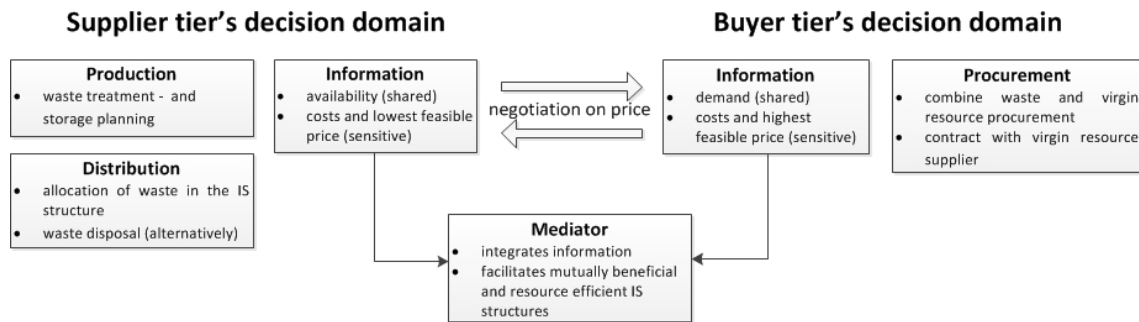 Supplier tier's decision domain
Buyer tier's decision domain
Production
• waste treatment - and
storage planning
Distribution
• allocation of waste in the IS
structure
• waste disposal (alternatively)
Information
• availability (shared)
• costs and lowest feasible
price (sensitive)
negotiation on price
Information
• demand (shared)
• costs and highest
feasible price (sensitive)
Procurement
• combine waste and virgin
resource procurement
• contract with virgin resource
supplier
Mediator
• integrates information
• facilitates mutually beneficial
and resource efficient IS
structures